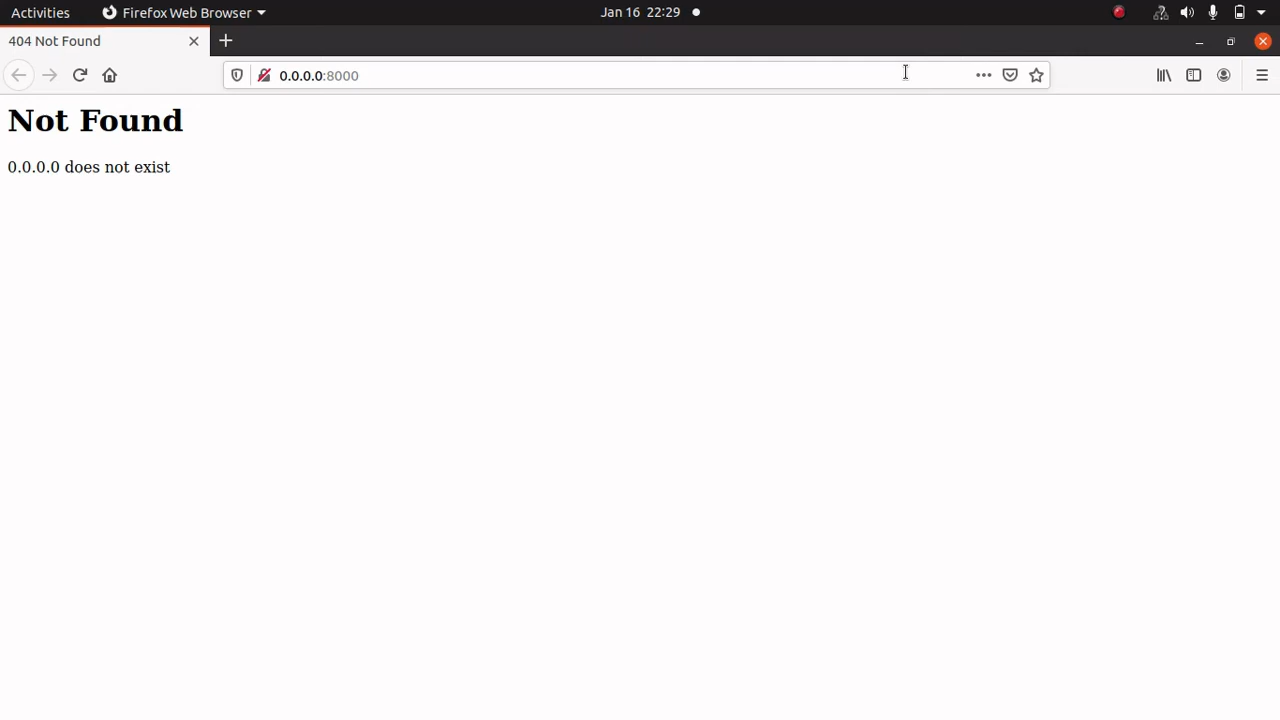 Activities Firefox Web Browser Jan 16 22:29
404 Not Found
0.0.0.0:8000
Not Found
0.0.0.0 does not exist